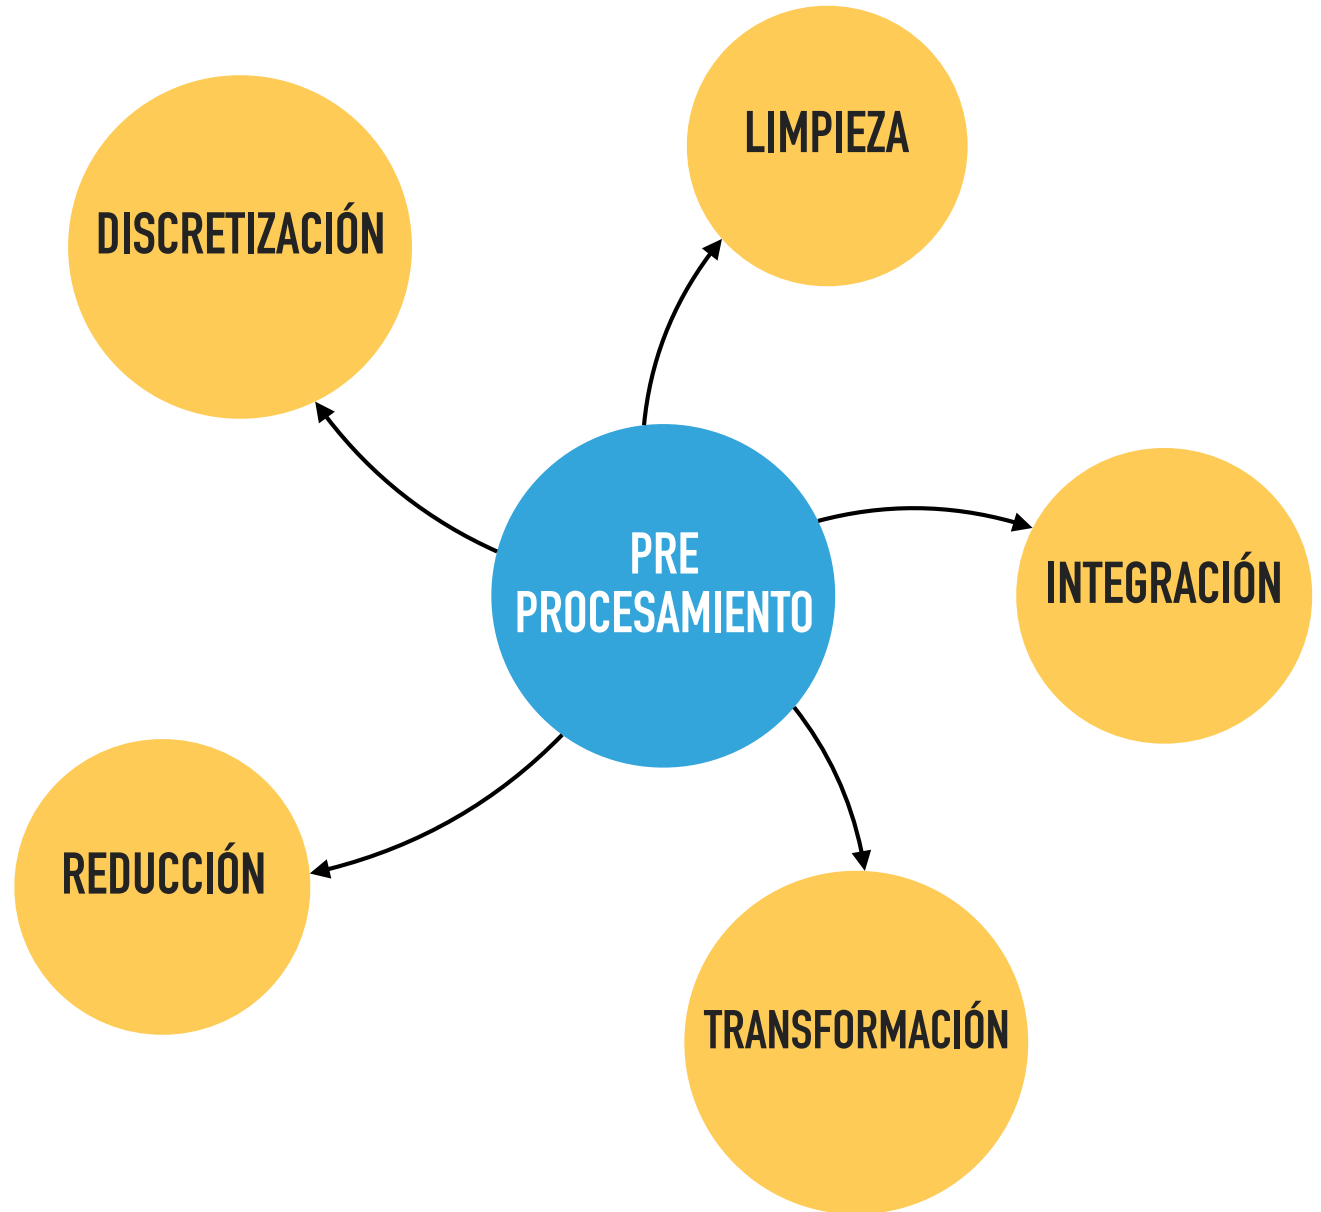 LIMPIEZA
DISCRETIZACIÓN
PRE
PROCESAMIENTO
INTEGRACIÓN
REDUCCIÓN
TRANSFORMACIÓN